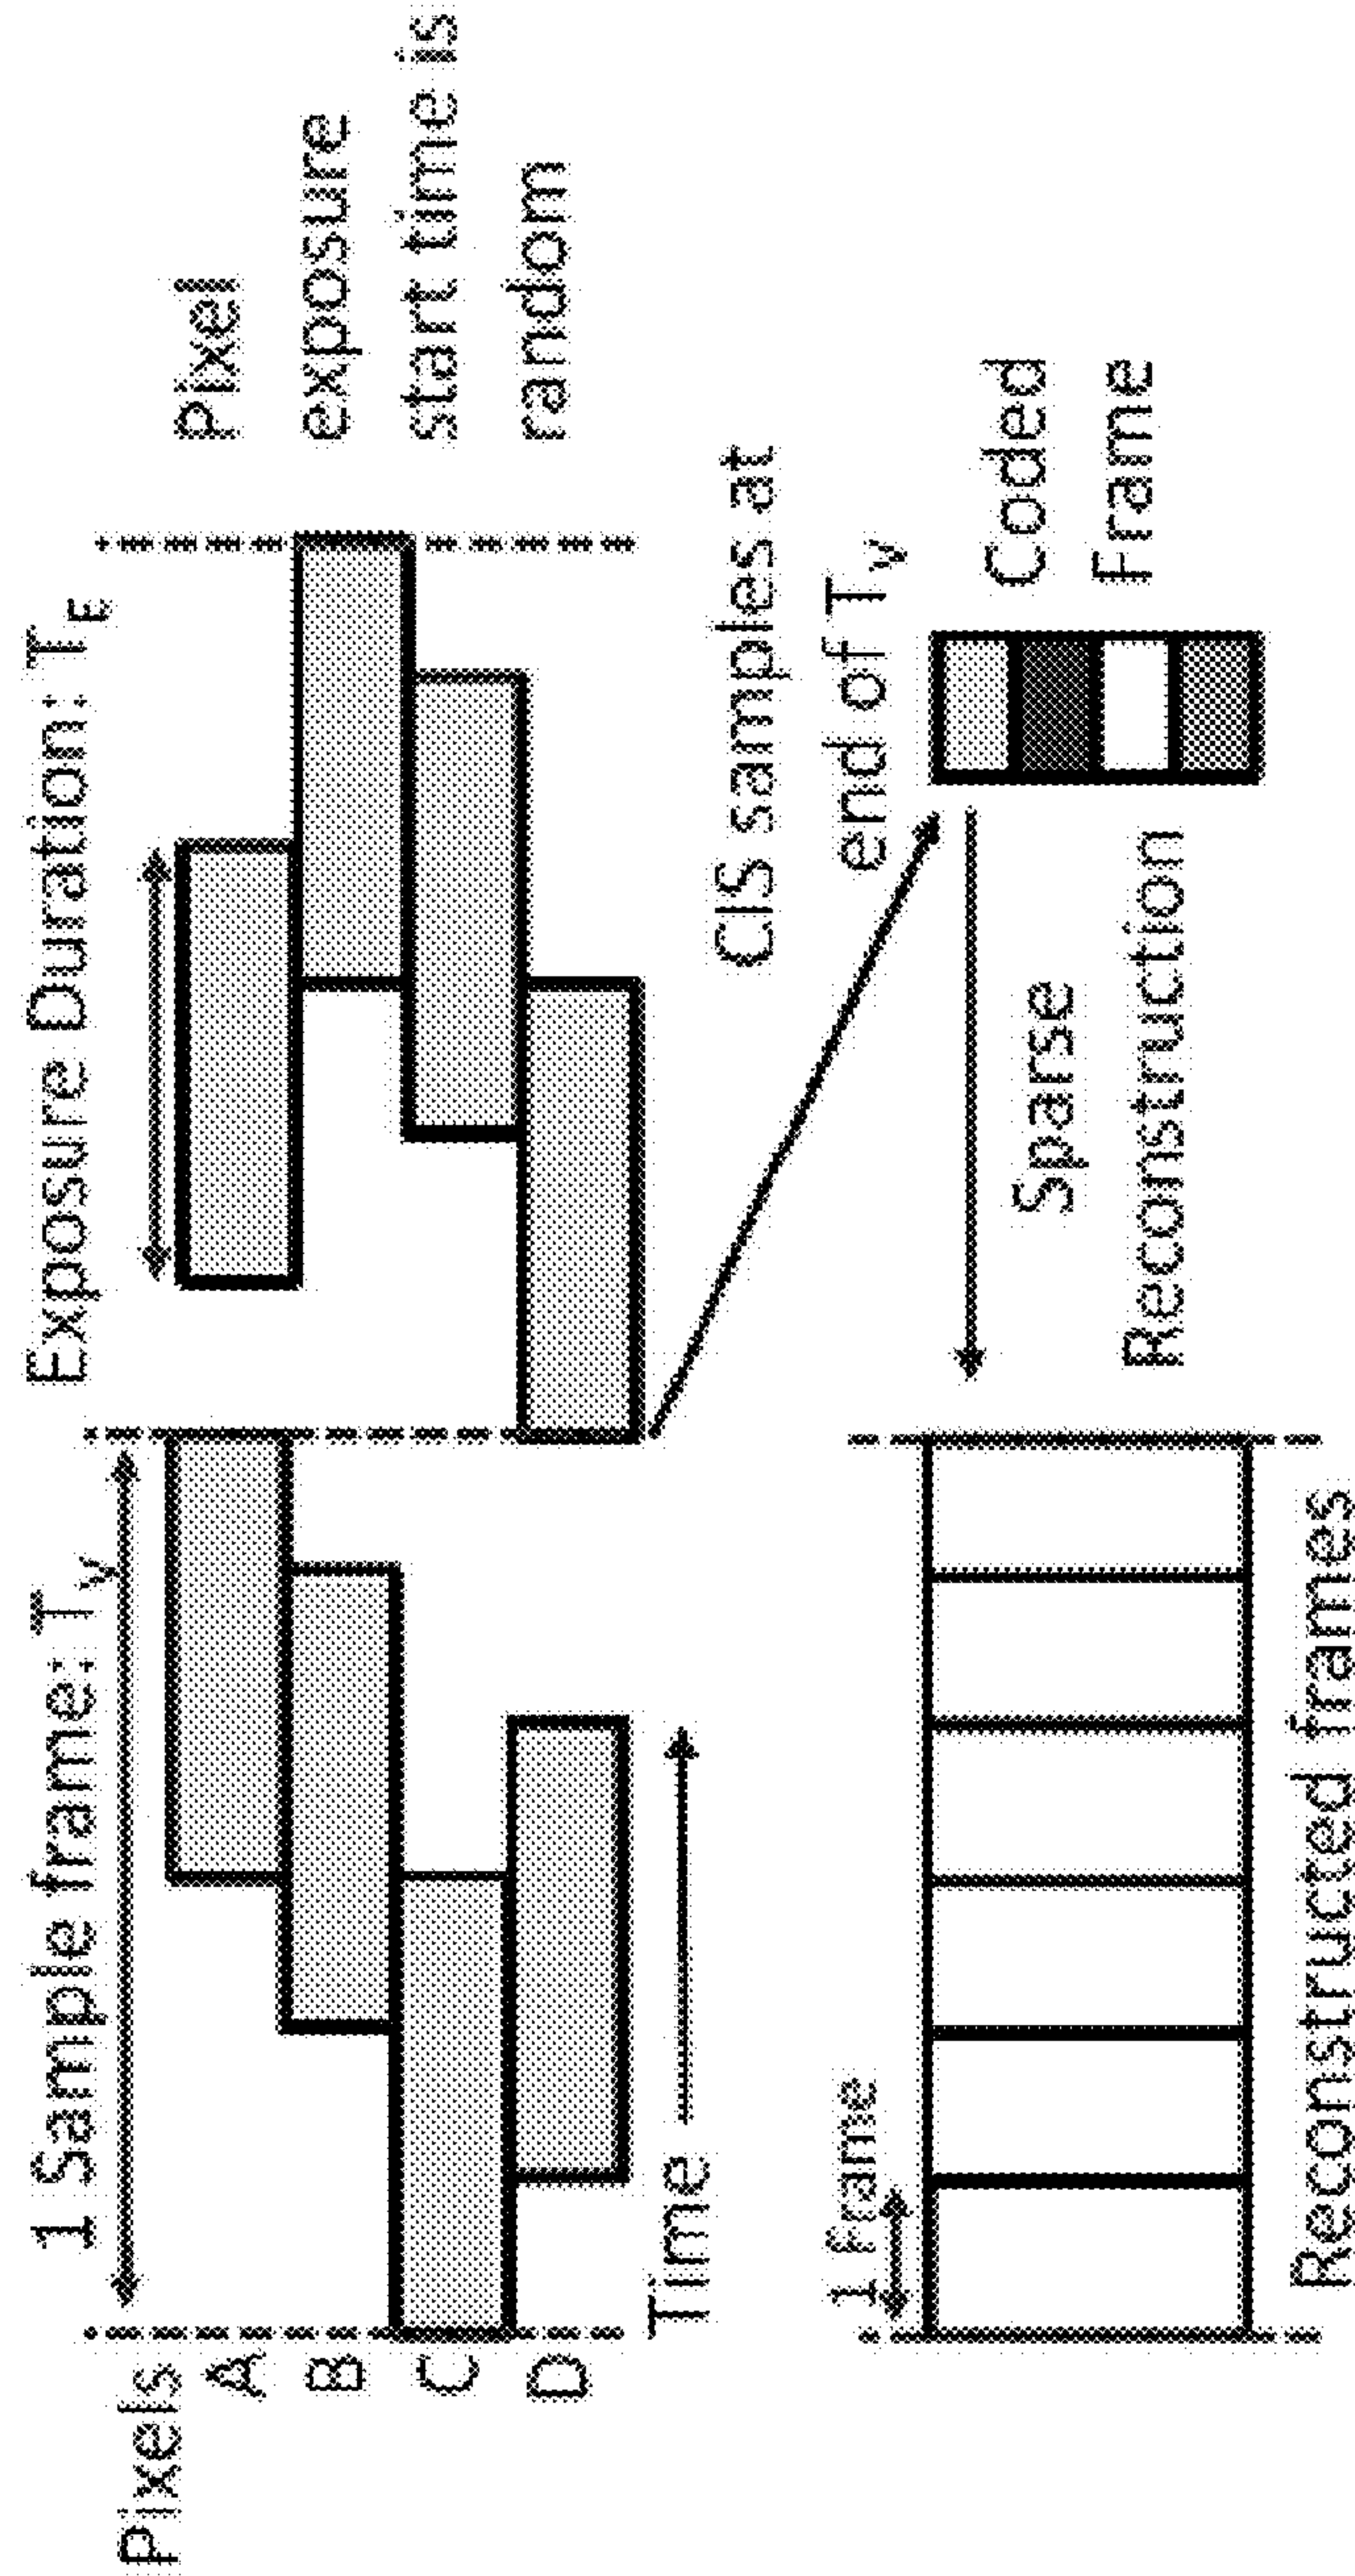 1 Sample frame: Tv
Exposure Duration: TE
Pixels
A
B
C
D
Pixel
exposure
start time is
random
Time
CIS samples at
end of Tv
1 frame
Sparse
Reconstruction
Coded
Frame
Reconstructed frames